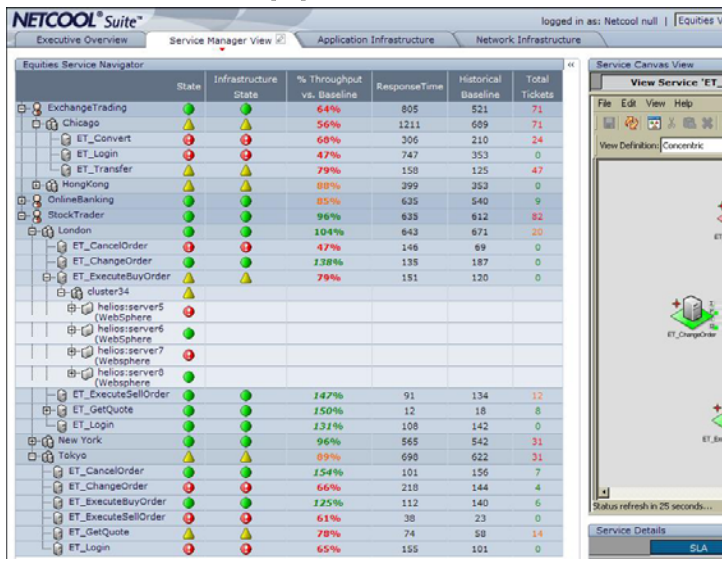 NETCOOL® Suite™
logged in as: Netcool null | Equities V
Executive Overview Service Manager View Application Infrastructure Network Infrastructure
Equities Service Navigator
State Infrastructure State % Throughput vs. Baseline ResponseTime Historical Baseline Total Tickets
ExchangeTrading 64% 805 521 71
Chicago 56% 1211 689 71
ET_Convert 68% 306 210 24
ET_Login 47% 747 353 0
ET_Transfer 79% 158 125 47
HongKong 88% 399 353 0
OnlineBanking 85% 635 540 9
StockTrader 96% 635 612 82
London 104% 643 671 20
ET_CancelOrder 47% 146 69 0
ET_ChangeOrder 138% 135 187 0
ET_ExecuteBuyOrder 79% 151 120 0
cluster34
helios:server5
(WebSphere
helios:server6
(WebSphere
helios:server7
(Websphere
helios:server8
(Websphere
ET_ExecuteSellOrder 147% 91 134 12
ET_GetQuote 150% 12 18 8
ET_Login 131% 108 142 0
New York 96% 565 542 31
Tokyo 89% 698 622 31
ET_CancelOrder 154% 101 156 7
ET_ChangeOrder 66% 218 144 4
ET_ExecuteBuyOrder 125% 112 140 6
ET_ExecuteSellOrder 61% 38 23 0
ET_GetQuote 78% 74 58 14
ET_Login 65% 155 101 0
Service Canvas View
View Service 'ET_
File Edit View Help
View Definition: Concentric
ET_ChangeOrder
Status refresh in 25 seconds...
Service Details
SLA